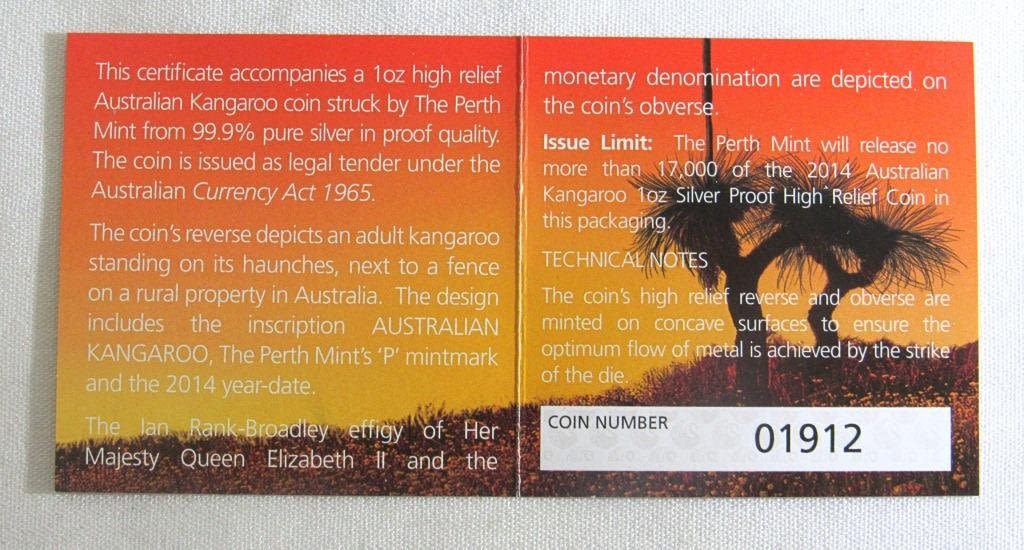 This certificate accompanies a 1oz high relief
Australian Kangaroo coin struck by The Perth
Mint from 99.9% pure silver in proof quality.
The coin is issued as legal tender under the
Australian Currency Act 1965.
The coin's reverse depicts an adult kangaroo
standing on its haunches, next to a fence
on a rural property in Australia. The design
includes the inscription AUSTRALIAN
KANGAROO, The Perth Mint's 'P' mintmark
and the 2014 year-date.
The Ian Rank-Broadley effigy of Her
Majesty Queen Elizabeth II and the
monetary denomination are depicted on
the coin's obverse.
Issue Limit: The Perth Mint will release no
more than 17,000 of the 2014 Australian
Kangaroo 1oz Silver Proof High Relief Coin in
this packaging.
TECHNICAL NOTES
The coin's high relief reverse and obverse are
minted on concave surfaces to ensure the
optimum flow of metal is achieved by the strike
of the die.
COIN NUMBER
01912